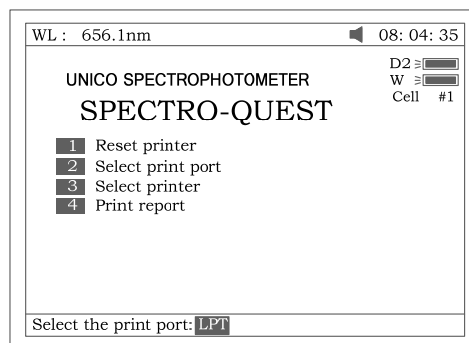 WL : 656.1nm 08: 04: 35
D2
W
Cell #1
UNICO SPECTROPHOTOMETER
SPECTRO-QUEST
1 Reset printer
2 Select print port
3 Select printer
4 Print report
Select the print port: LPT